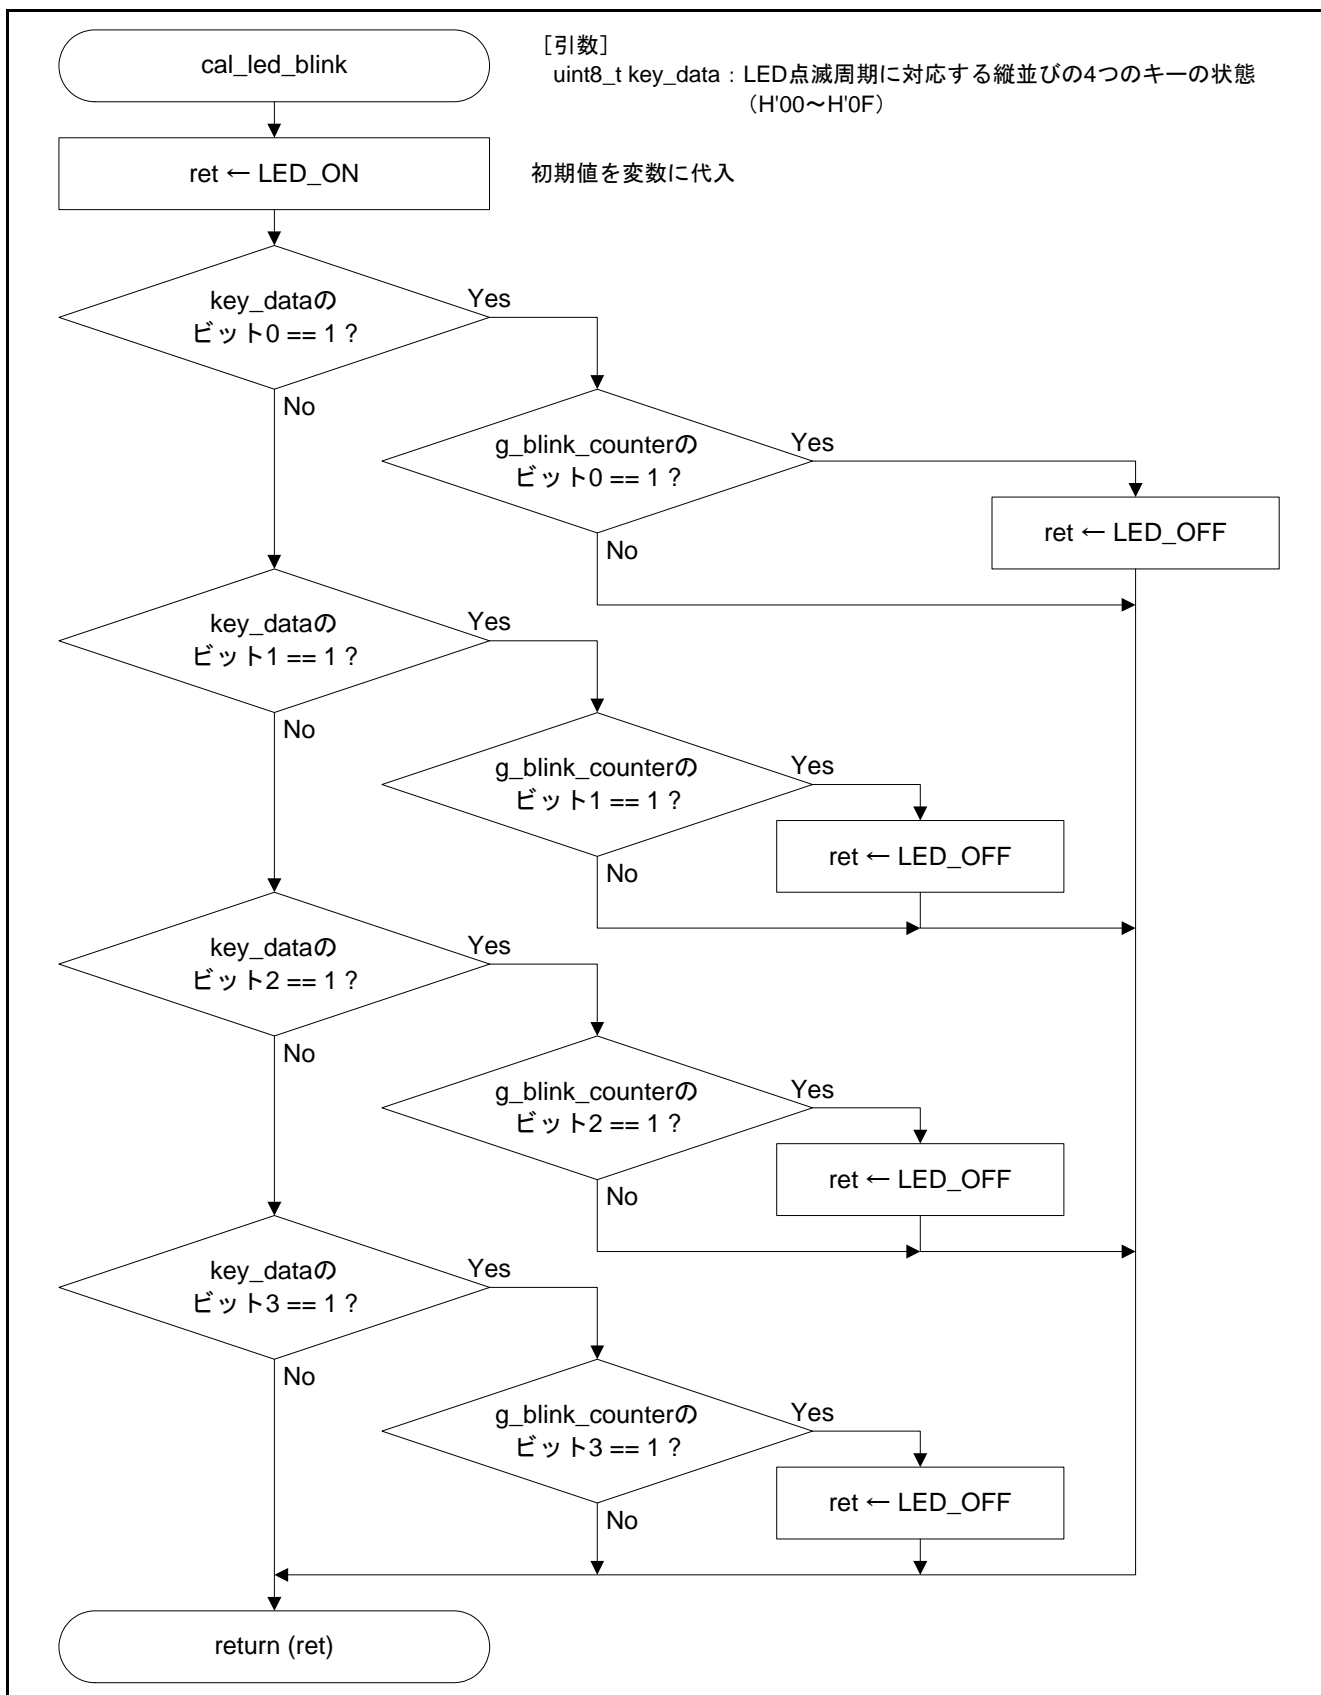 cal_led_blink
［引数］
uint8_t key_data：LED点滅周期に対応する縦並びの4つのキーの状態
（H'00～H'0F）
ret ← LED_ON
初期値を変数に代入
key_dataの
ビット0 == 1 ?
Yes
No
g_blink_counterの
ビット0 == 1 ?
Yes
No
ret ← LED_OFF
key_dataの
ビット1 == 1 ?
Yes
No
g_blink_counterの
ビット1 == 1 ?
Yes
No
ret ← LED_OFF
key_dataの
ビット2 == 1 ?
Yes
No
g_blink_counterの
ビット2 == 1 ?
Yes
No
ret ← LED_OFF
key_dataの
ビット3 == 1 ?
Yes
No
g_blink_counterの
ビット3 == 1 ?
Yes
No
ret ← LED_OFF
return (ret)